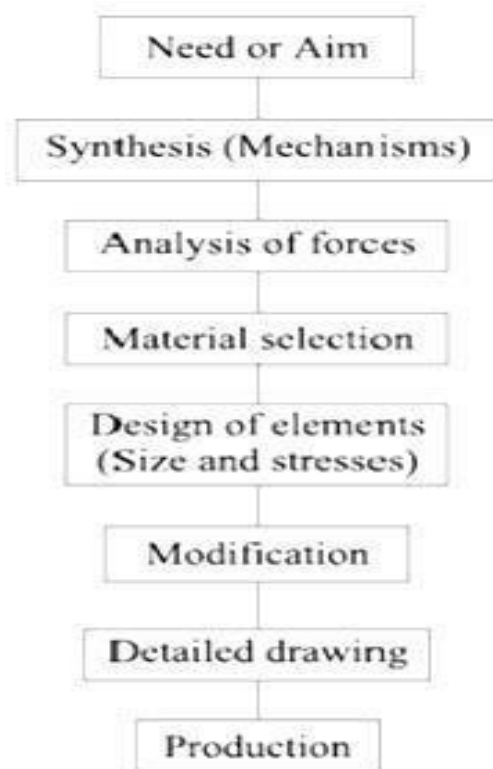 Need or Aim
Synthesis (Mechanisms)
Analysis of forces
Material selection
Design of elements
(Size and stresses)
Modification
Detailed drawing
Production